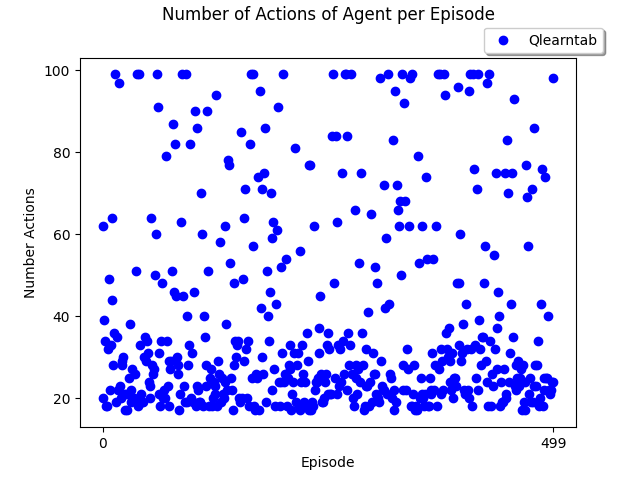 Number of Actions of Agent per Episode
Qlearntab
100
80
60
40
20
Number Actions
0
499
Episode